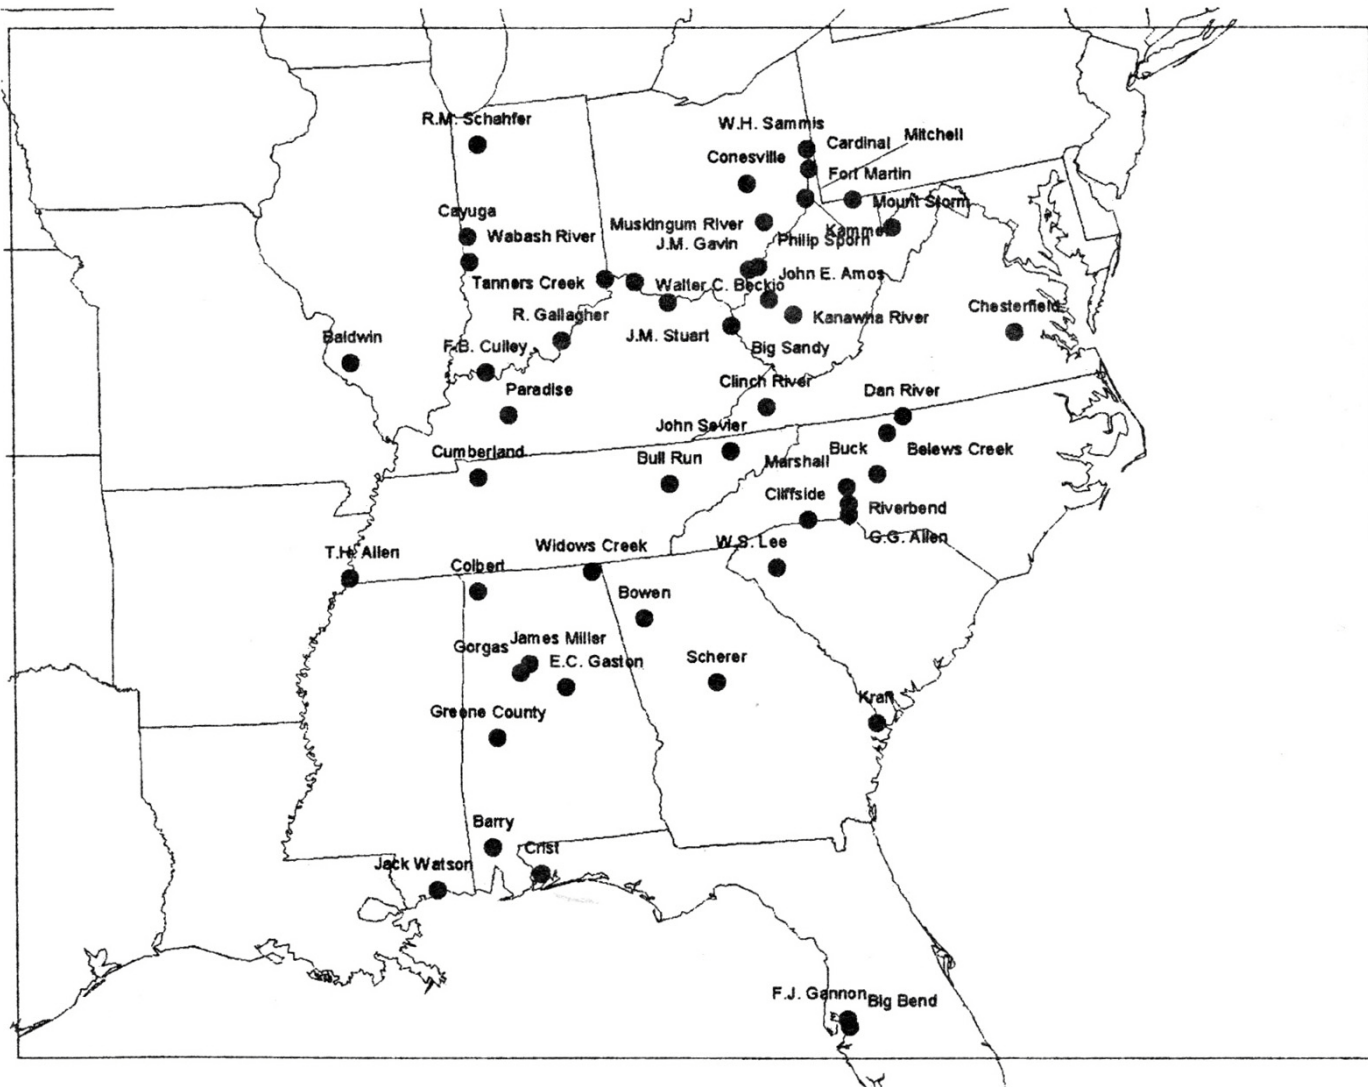 R.M. Schahfer
W.H. Sammis
Cardinal
Mitchell
Conesville
Fort Martin
Mount Storm
Cayuga
Muskingum River
Kammer
Wabash River
J.M. Gavin
Philip Sporn
Tanners Creek
Walter C. Beckjo
John E. Amos
R. Gallagher
Kanawha River
Chesterfield
Baldwin
J.M. Stuart
F.B. Culley
Big Sandy
Paradise
Clinch River
Dan River
John Sevier
Cumberland
Bull Run
Marshall
Buck
Belews Creek
Cliffside
Riverbend
G.G. Allen
T.H. Allen
Widows Creek
W.S. Lee
Colbert
Bowen
Gorgas
James Miller
E.C. Gaston
Scherer
Greene County
Kraft
Barry
Crist
Jack Watson
F.J. Gannon
Big Bend